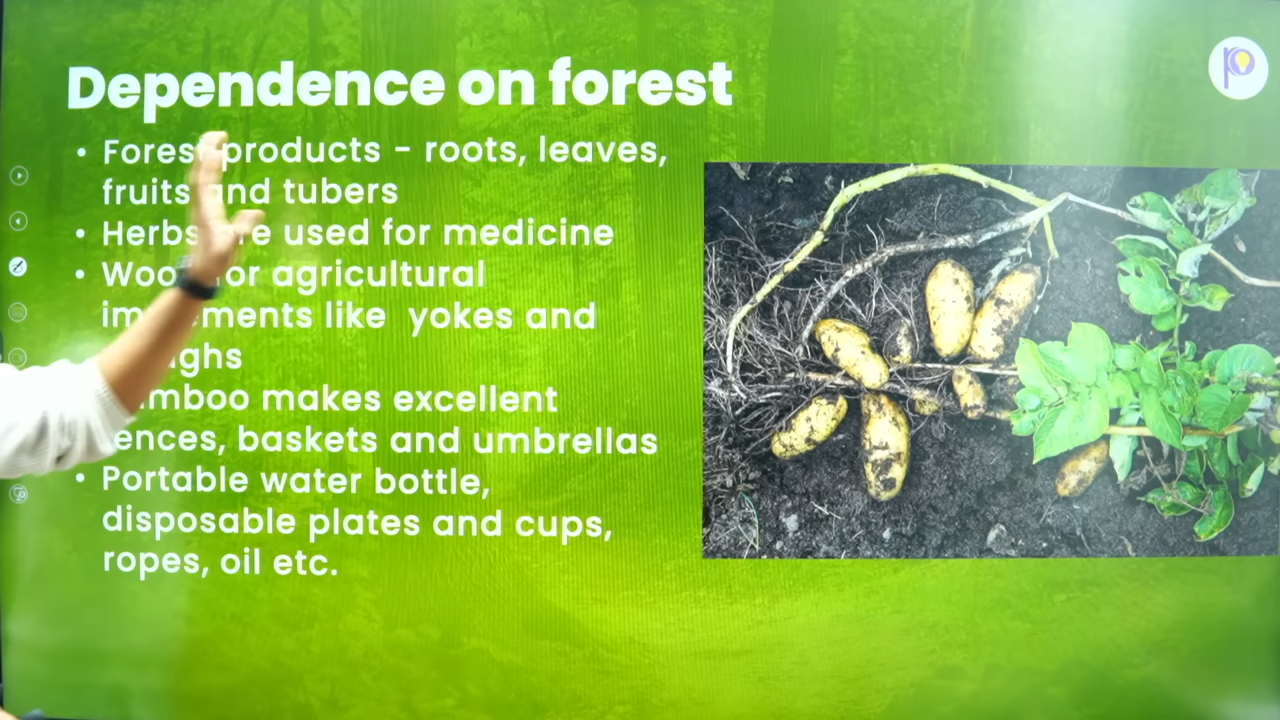 Dependence on forest
• Forest products - roots, leaves,
fruits and tubers
• Herbs are used for medicine
• Wood for agricultural
implements like yokes and
ploughs
Bamboo makes excellent
fences, baskets and umbrellas
• Portable water bottle,
disposable plates and cups,
ropes, oil etc.